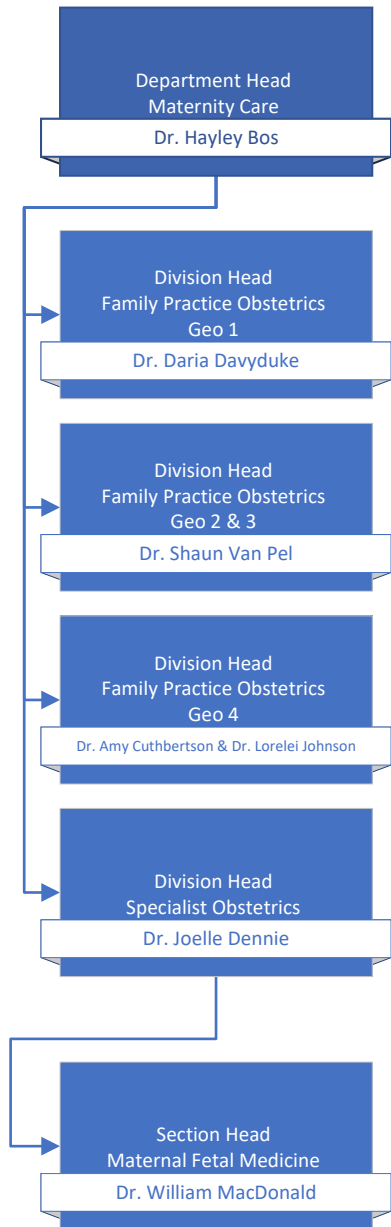 Department Head
Maternity Care
Dr. Hayley Bos
Division Head
Family Practice Obstetrics
Geo 1
Dr. Daria Davyduke
Division Head
Family Practice Obstetrics
Geo 2 & 3
Dr. Shaun Van Pel
Division Head
Family Practice Obstetrics
Geo 4
Dr. Amy Cuthbertson & Dr. Lorelei Johnson
Division Head
Specialist Obstetrics
Dr. Joelle Dennie
Section Head
Maternal Fetal Medicine
Dr. William MacDonald